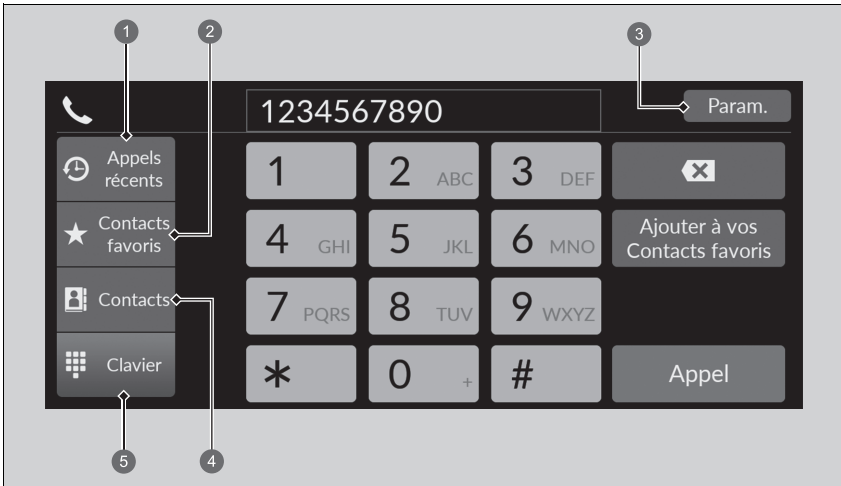 1
2
3
1234567890
Param.
Appels
récents
Contacts
favoris
Contacts
Clavier
1
2 ABC
3 DEF
4 GHI
5 JKL
6 MNO
7 PQRS
8 TUV
9 WXYZ
*
0 +
#
Ajouter à vos
Contacts favoris
Appel
5
4